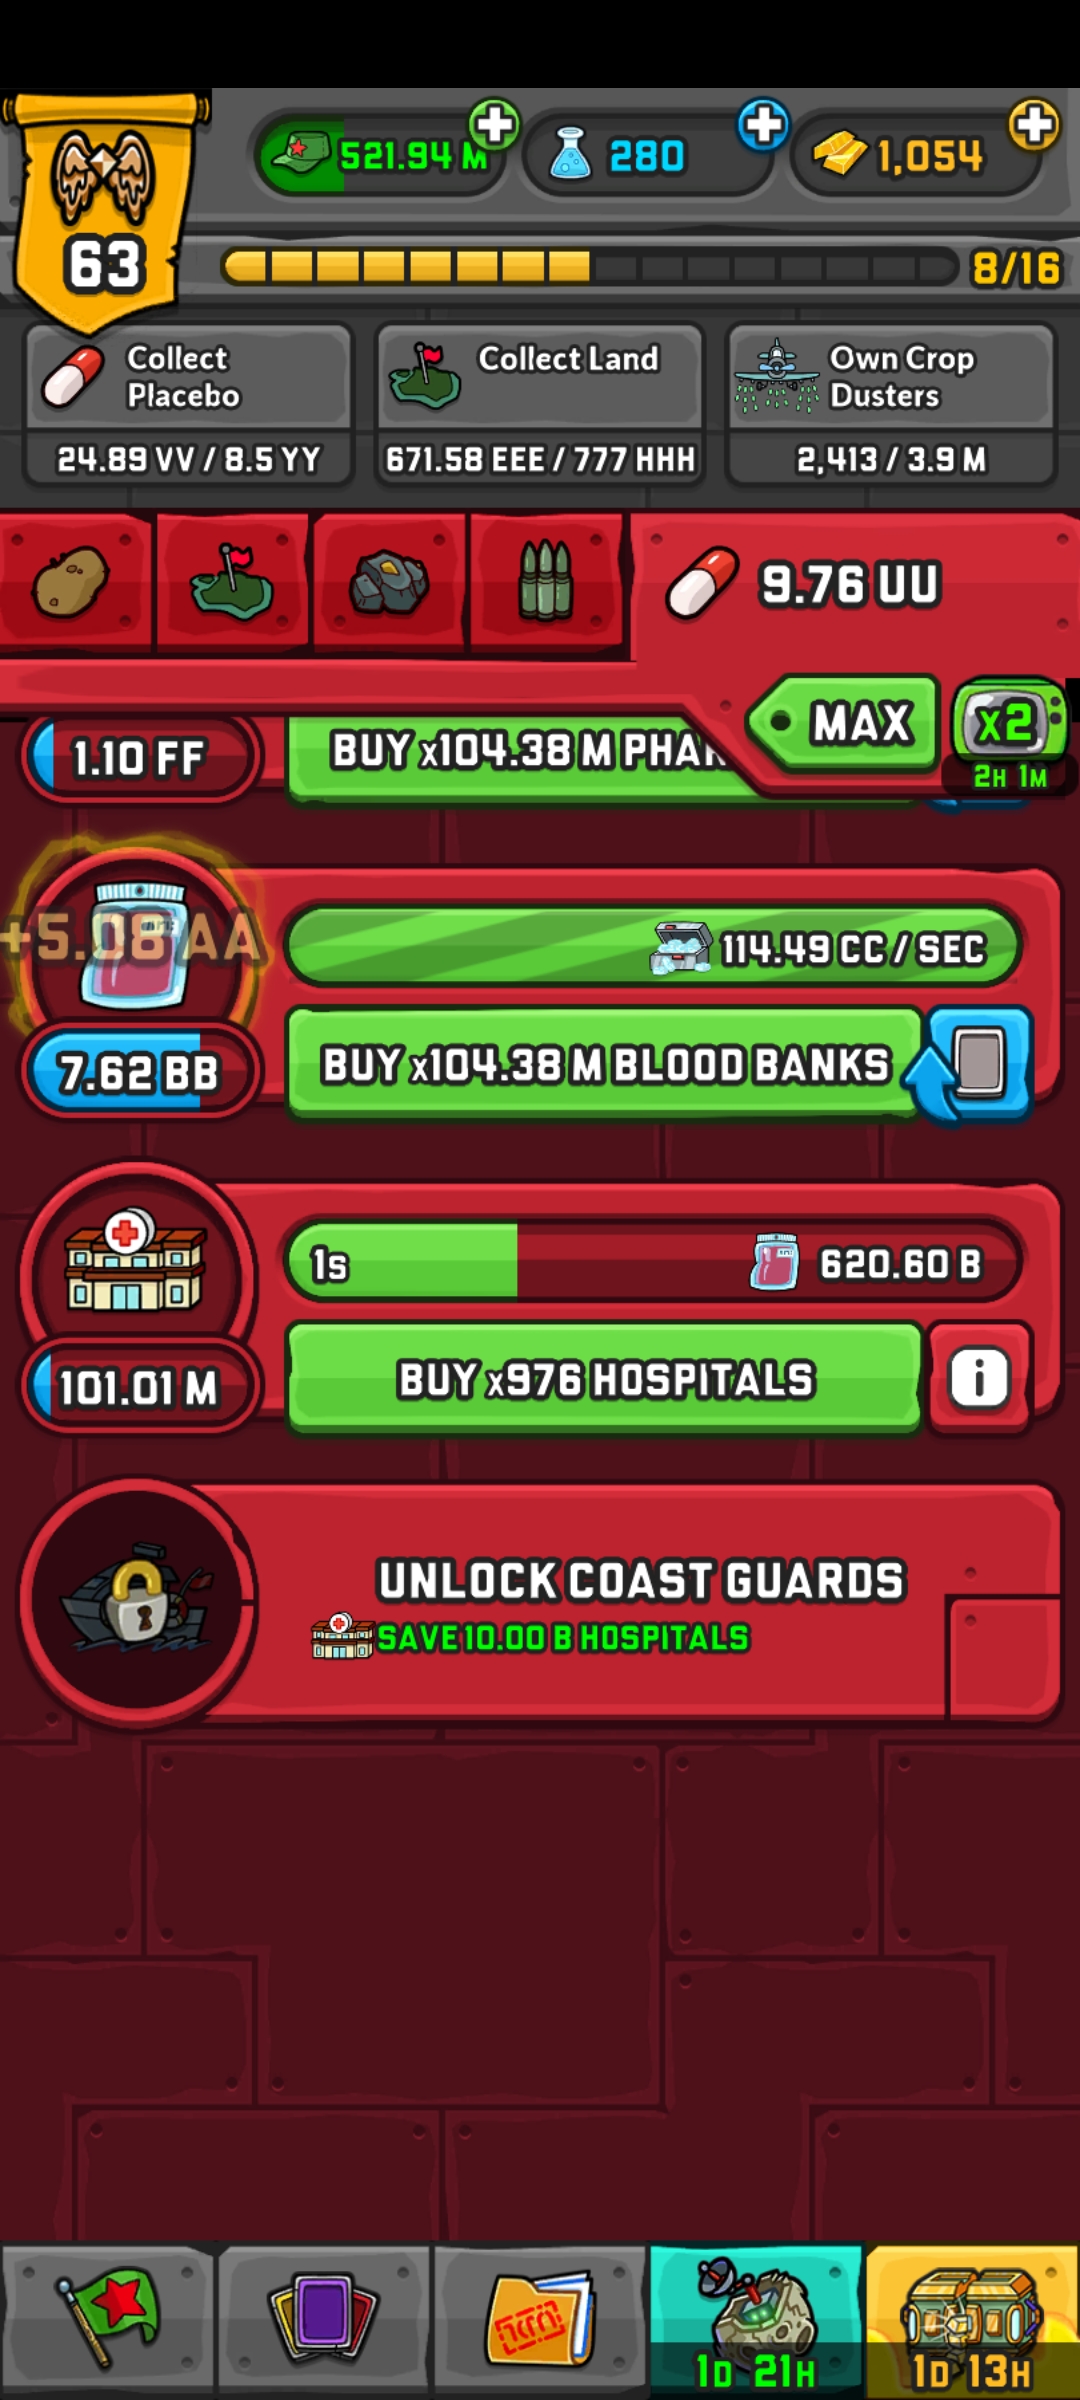 521.94 M
280
1,054
63
8/16
Collect
Placebo
24.89 VV / 8.5 YY
Collect Land
671.58 EEE / 777 HHH
Own Crop
Dusters
2,413 / 3.9 M
9.76 UU
MAX
x2
2H 1M
1.10 FF
BUY x104.38 M
+5.08 AA
114.49 CC / SEC
7.62 BB
BUY x104.38 M BLOOD BANKS
1s
620.60 B
101.01 M
BUY x976 HOSPITALS
i
UNLOCK COAST GUARDS
SAVE 10.00 B HOSPITALS
1D 21H
1D 13H